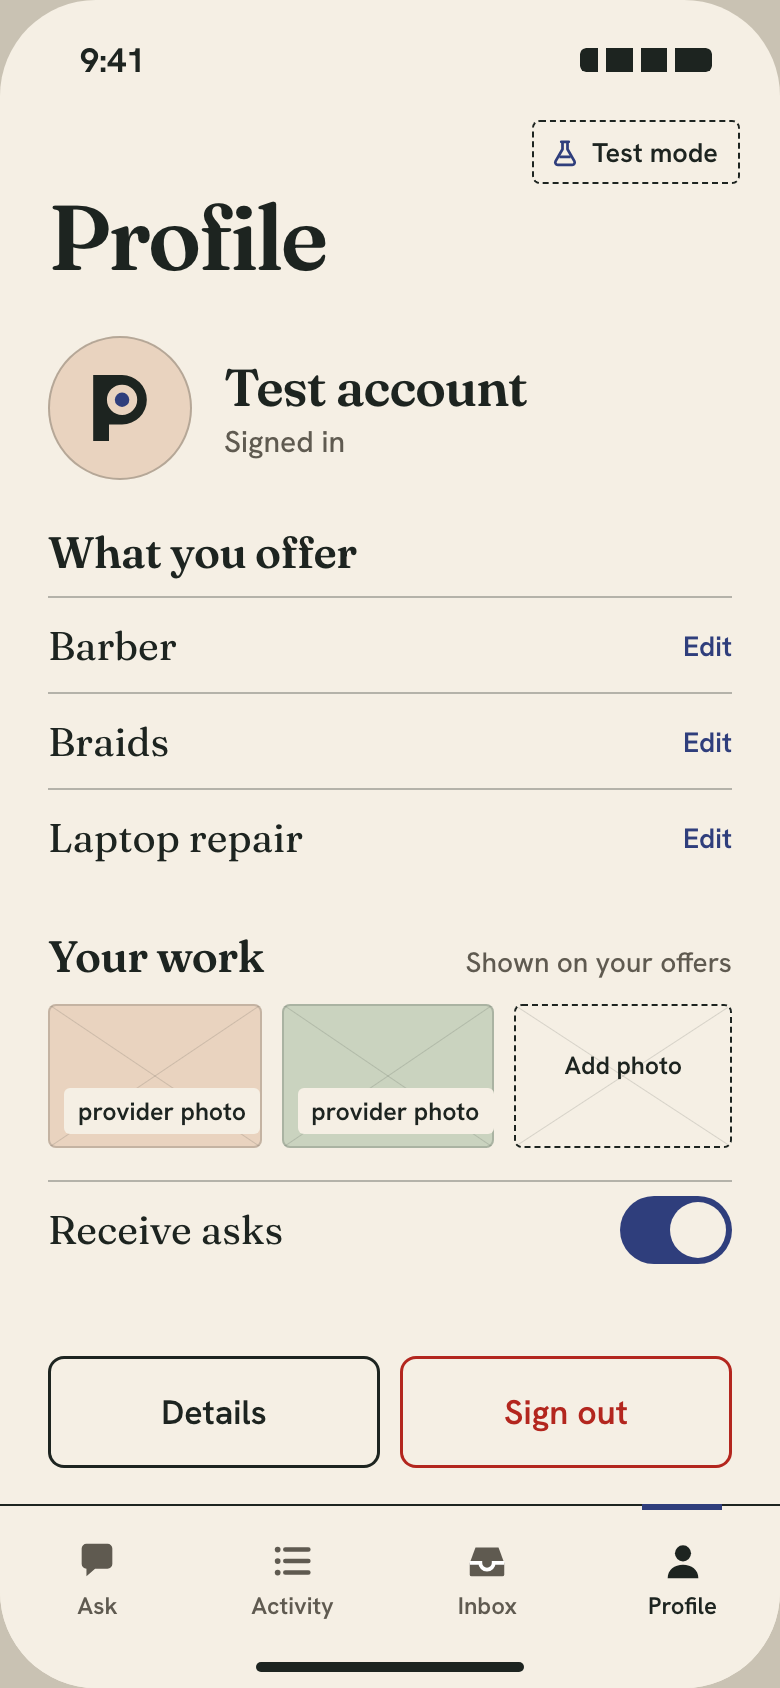 9:41
Test mode
Profile
Test account
Signed in
What you offer
Barber
Edit
Braids
Edit
Laptop repair
Edit
Your work
Shown on your offers
provider photo
provider photo
Add photo
Receive asks
Details
Sign out
Ask
Activity
Inbox
Profile